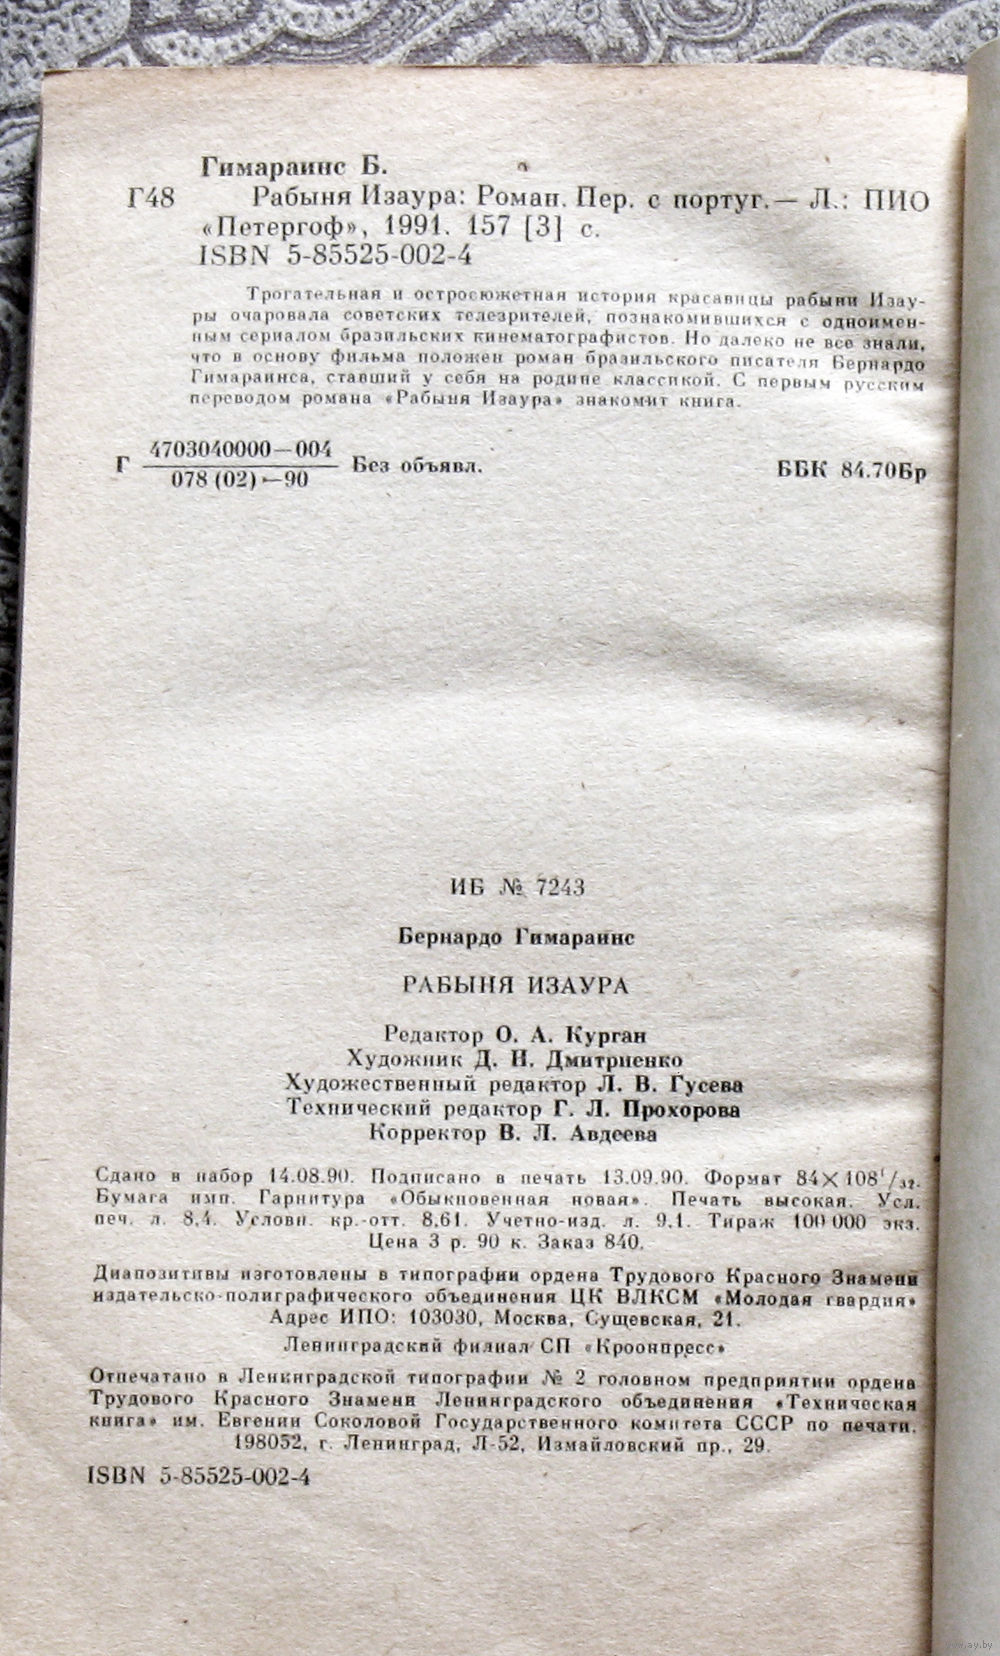 Гимараинс Б.
Г48 Рабыня Изаура: Роман. Пер. с португ.— Л.: ПИО
«Петергоф», 1991. 157 [3] с.
ISBN 5-85525-002-4
Трогательная и остросюжетная история красавицы рабыни Изау-
ры очаровала советских телезрителей, познакомившихся с одноимен-
ным сериалом бразильских кинематографистов. Но далеко не все знали,
что в основу фильма положен роман бразильского писателя Бернардо
Гимараинса, ставший у себя на родине классикой. С первым русским
переводом романа «Рабыня Изаура» знакомит книга.
4703040000—004
Г Без объявл. ББК 84.70Бр
078 (02)—90
ИБ № 7243
Бернардо Гимараинс
РАБЫНЯ ИЗАУРА
Редактор О. А. Курган
Художник Д. И. Дмитриенко
Художественный редактор Л. В. Гусева
Технический редактор Г. Л. Прохорова
Корректор В. Л. Авдеева
Сдано в набор 14.08.90. Подписано в печать 13.09.90. Формат 84×108¹/₃₂.
Бумага имп. Гарнитура «Обыкновенная новая». Печать высокая. Усл.
печ. л. 8,4. Условн. кр.-отт. 8,61. Учетно-изд. л. 9,1. Тираж 100 000 экз.
Цена 3 р. 90 к. Заказ 840.
Диапозитивы изготовлены в типографии ордена Трудового Красного Знамени
издательско-полиграфического объединения ЦК ВЛКСМ «Молодая гвардия»
Адрес ИПО: 103030, Москва, Сущевская, 21.
Ленинградский филиал СП «Кроонпресс»
Отпечатано в Ленинградской типографии № 2 головном предприятии ордена
Трудового Красного Знамени Ленинградского объединения «Техническая
книга» им. Евгении Соколовой Государственного комитета СССР по печати.
198052, г. Ленинград, Л-52, Измайловский пр., 29.
ISBN 5-85525-002-4
www.ay.by